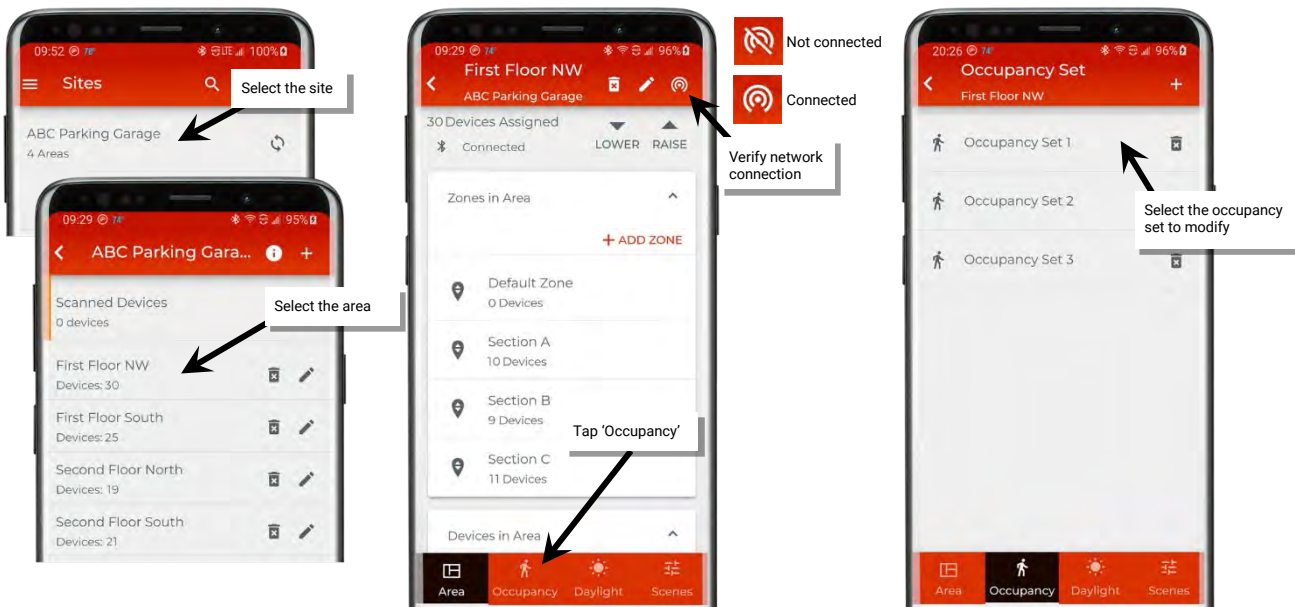 09:52 78° LTE 100%
Sites
Select the site
ABC Parking Garage
4 Areas
09:29 74° 95%
ABC Parking Gara...
Scanned Devices
0 devices
Select the area
First Floor NW
Devices: 30
First Floor South
Devices: 25
Second Floor North
Devices: 19
Second Floor South
Devices: 21
09:29 74° 96%
First Floor NW
ABC Parking Garage
30 Devices Assigned
Connected
LOWER RAISE
Zones in Area
+ ADD ZONE
Default Zone
0 Devices
Section A
10 Devices
Section B
9 Devices
Tap ‘Occupancy’
Section C
11 Devices
Devices in Area
Area Occupancy Daylight Scenes
Not connected
Connected
Verify network
connection
20:26 74° 96%
Occupancy Set
First Floor NW
Occupancy Set 1
Occupancy Set 2
Select the occupancy
set to modify
Occupancy Set 3
Area Occupancy Daylight Scenes